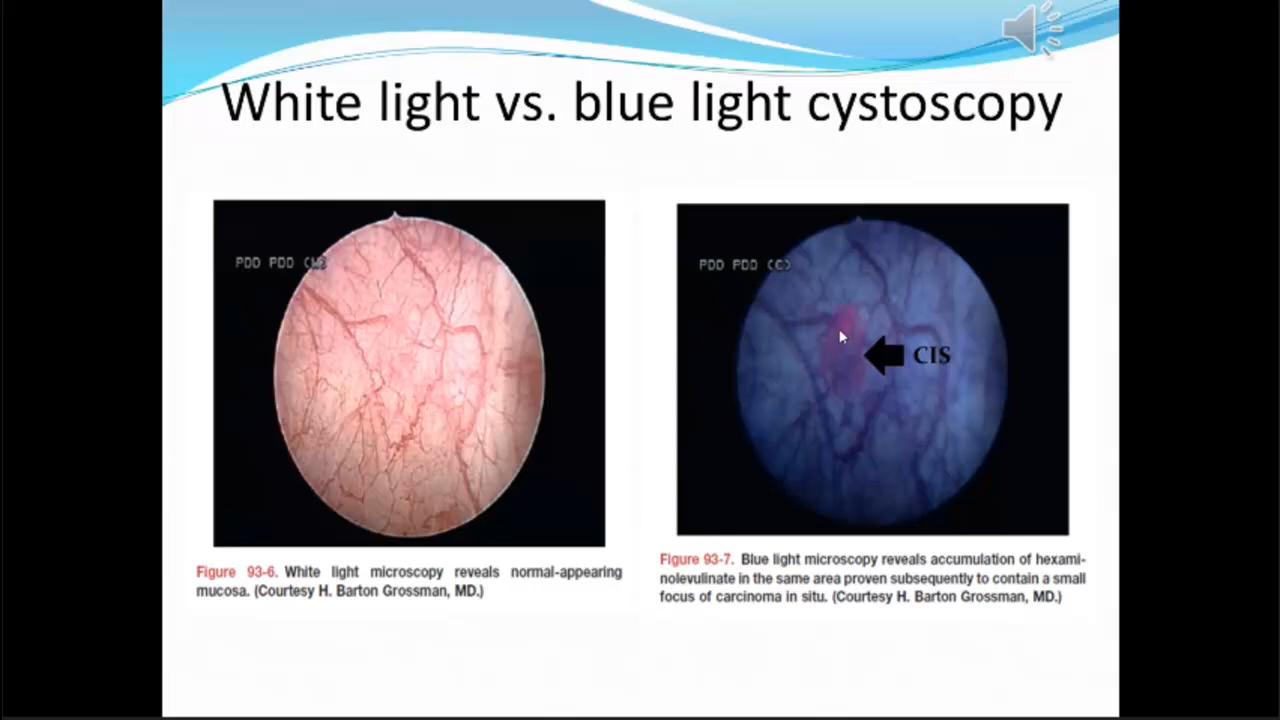 White light vs. blue light cystoscopy
PDD PDD
PDD PDD (C)
CIS
Figure 93-6. White light microscopy reveals normal-appearing
mucosa. (Courtesy H. Barton Grossman, MD.)
Figure 93-7. Blue light microscopy reveals accumulation of hexami-
nolevulinate in the same area proven subsequently to contain a small
focus of carcinoma in situ. (Courtesy H. Barton Grossman, MD.)